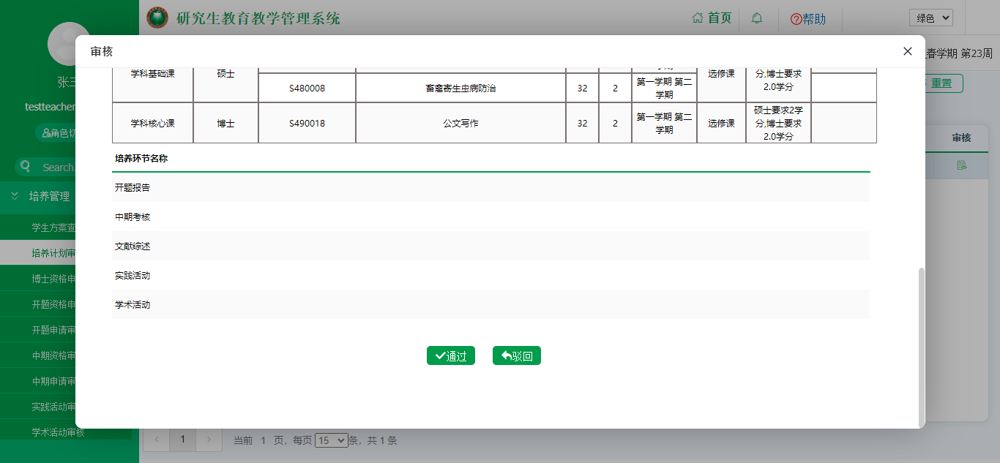 研究生教育教学管理系统
首页
帮助
绿色
春学期 第23周
张三
testteacher
角色切
Search.
重置
审核
培养管理
学生方案查
培养计划审
博士资格审
开题资格审
开题申请审
中期资格审
中期申请审
实践活动审
学术活动审核
审核
学科基础课 硕士 选修课 分,博士要求
2.0学分
S480008 畜禽寄生虫病防治 32 2 第一学期 第二
学期
学科核心课 博士 S490018 公文写作 32 2 第一学期 第二
学期
选修课 硕士要求2学
分,博士要求
2.0学分
培养环节名称
开题报告
中期考核
文献综述
实践活动
学术活动
通过 驳回
1 当前 1 页, 每页 15 条, 共 1 条